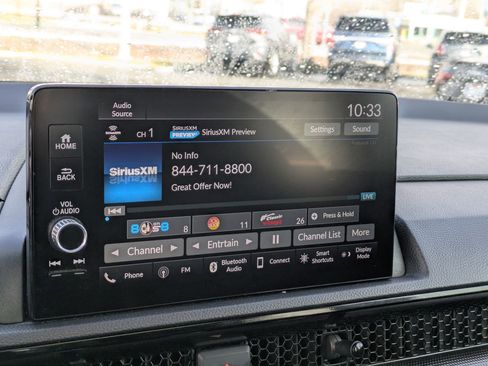 Audio
Source
10:33
SIRIUSXM
CH 1
SIRIUSXM
PREVIEW
SiriusXM Preview
Settings
Sound
HOME
BACK
VOL
AUDIO
SiriusXM
No Info
844-711-8800
Great Offer Now!
LIVE
8
11
26
Press & Hold
Channel
Entrtain
Channel List
More
Phone
FM
Bluetooth
Audio
Connect
Smart
Shortcuts
Display
Mode